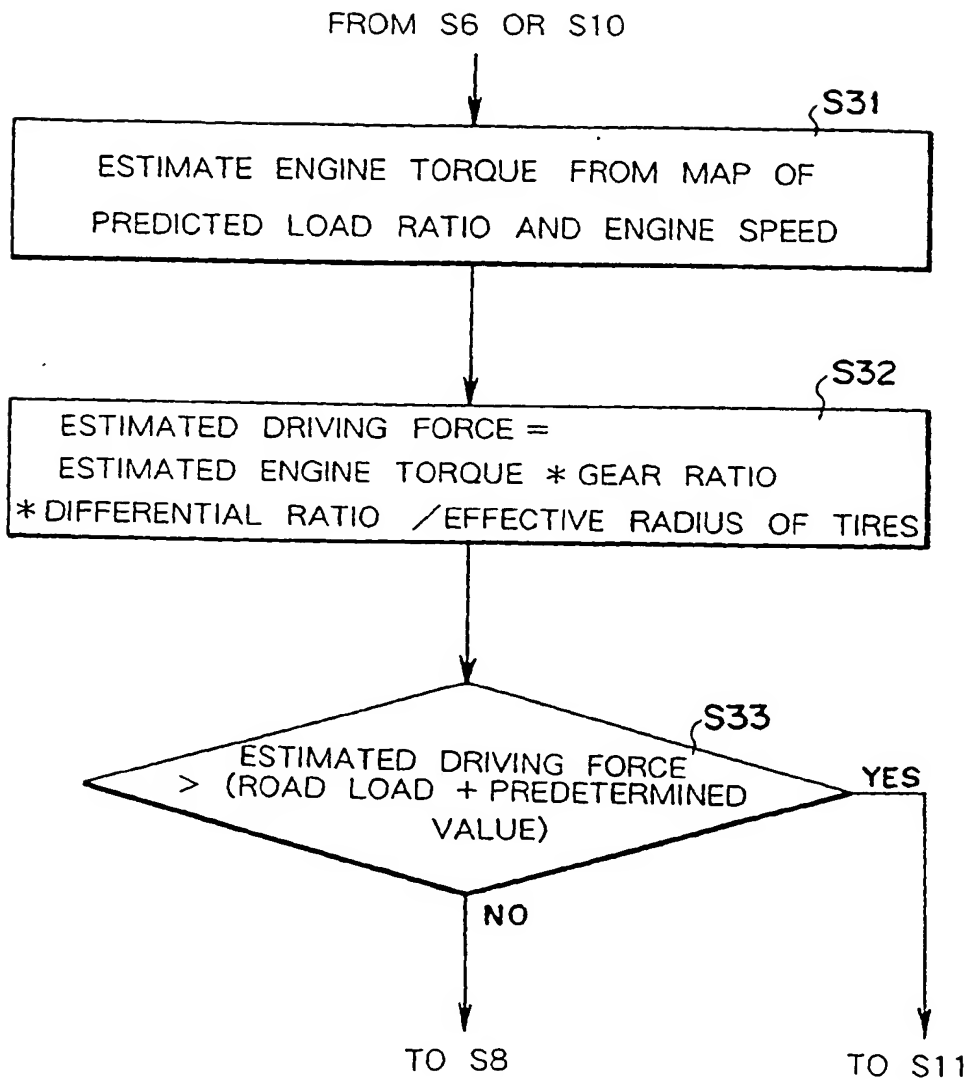 FROM S6 OR S10
S31
ESTIMATE ENGINE TORQUE FROM MAP OF
PREDICTED LOAD RATIO AND ENGINE SPEED
S32
ESTIMATED DRIVING FORCE =
ESTIMATED ENGINE TORQUE * GEAR RATIO
* DIFFERENTIAL RATIO / EFFECTIVE RADIUS OF TIRES
S33
ESTIMATED DRIVING FORCE
> (ROAD LOAD + PREDETERMINED
VALUE)
YES
NO
TO S8
TO S11